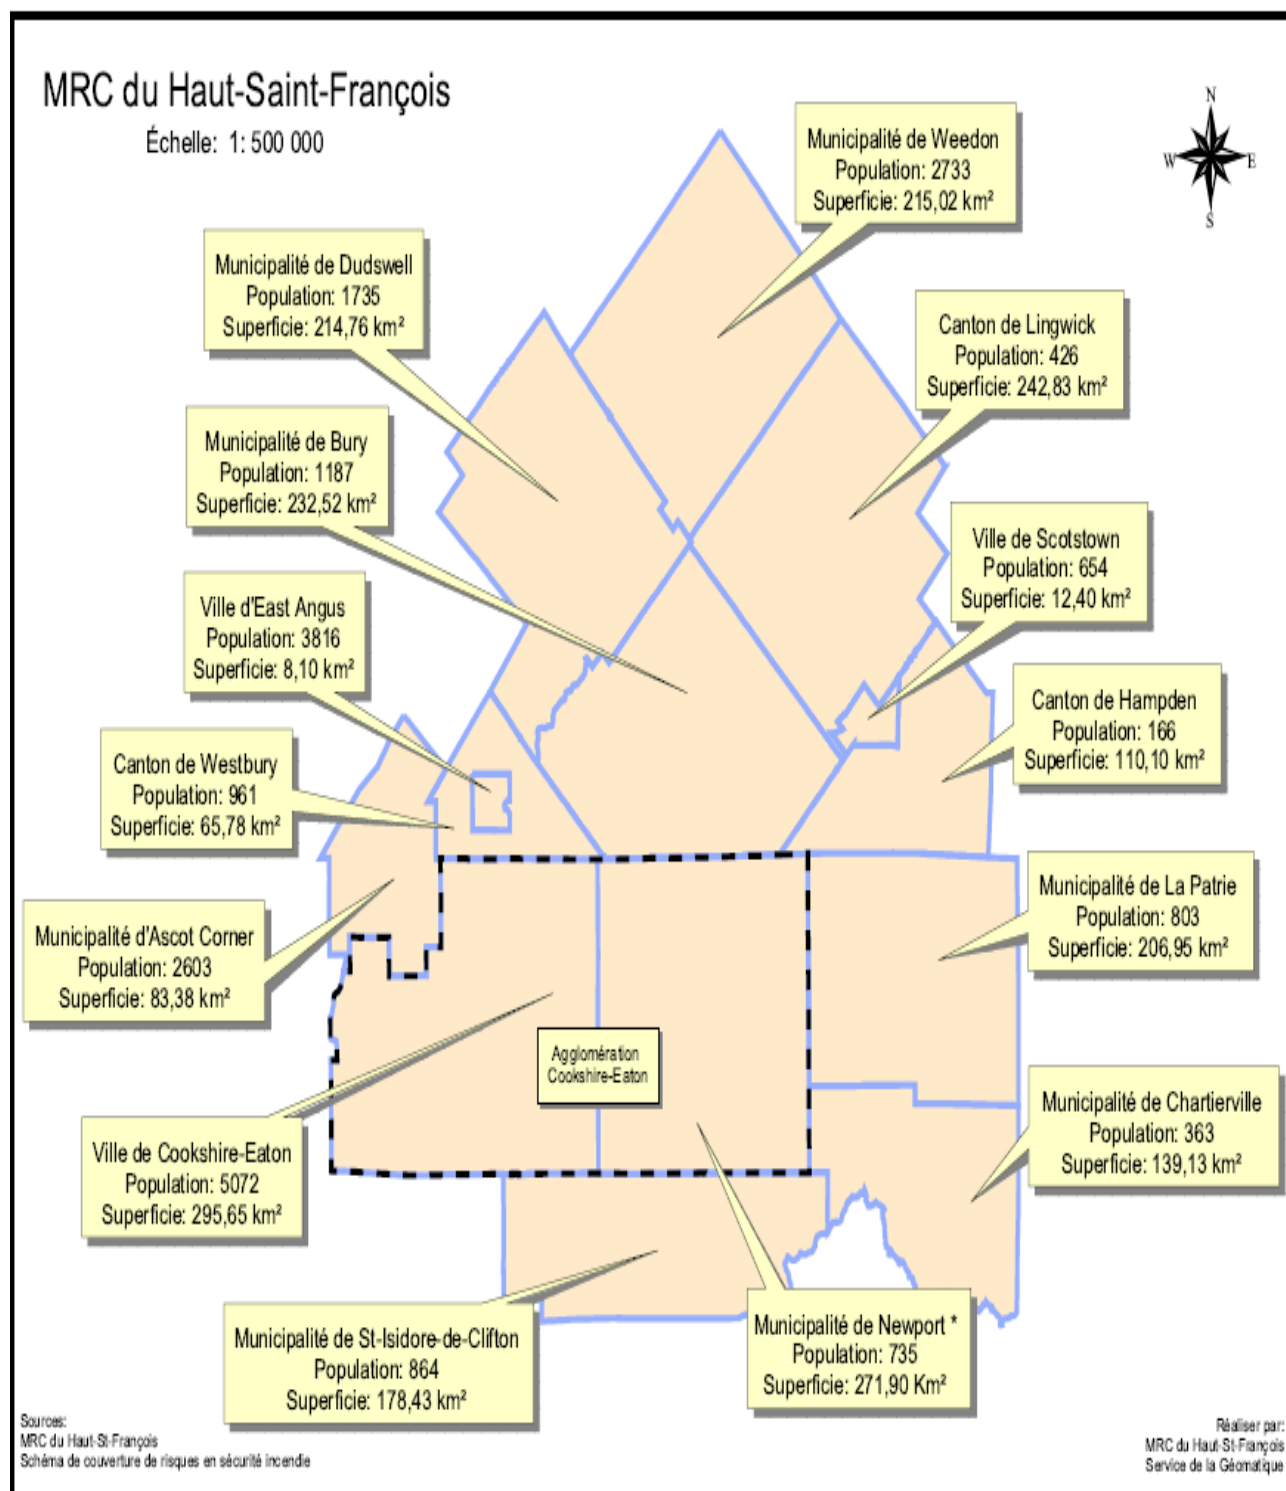 MRC du Haut-Saint-François
Échelle: 1: 500 000
N
W
E
S
Municipalité de Weedon
Population: 2733
Superficie: 215,02 km²
Municipalité de Dudswell
Population: 1735
Superficie: 214,76 km²
Canton de Lingwick
Population: 426
Superficie: 242,83 km²
Municipalité de Bury
Population: 1187
Superficie: 232,52 km²
Ville de Scotstown
Population: 654
Superficie: 12,40 km²
Ville d'East Angus
Population: 3816
Superficie: 8,10 km²
Canton de Hampden
Population: 166
Superficie: 110,10 km²
Canton de Westbury
Population: 961
Superficie: 65,78 km²
Municipalité de La Patrie
Population: 803
Superficie: 206,95 km²
Municipalité d'Ascot Corner
Population: 2603
Superficie: 83,38 km²
Agglomération
Cookshire-Eaton
Municipalité de Chartierville
Population: 363
Superficie: 139,13 km²
Ville de Cookshire-Eaton
Population: 5072
Superficie: 295,65 km²
Municipalité de St-Isidore-de-Clifton
Population: 864
Superficie: 178,43 km²
Municipalité de Newport *
Population: 735
Superficie: 271,90 Km²
Sources:
MRC du Haut-St-François
Schéma de couverture de risques en sécurité incendie
Réaliser par:
MRC du Haut-St-François
Service de la Géomatique